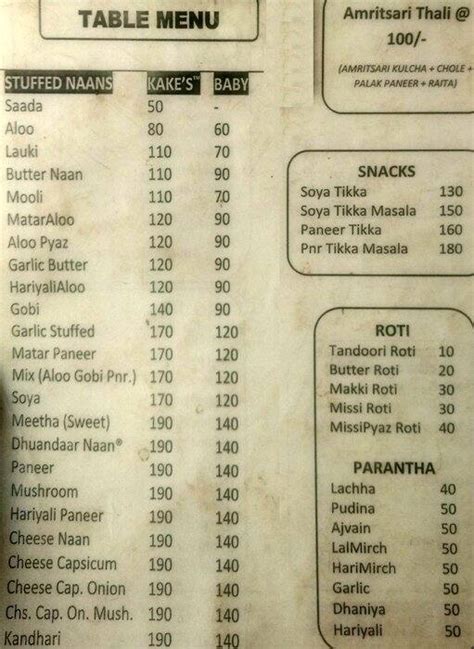 TABLE MENU
STUFFED NAANS KAKE'S™ BABY
Saada 50 -
Aloo 80 60
Lauki 110 70
Butter Naan 110 90
Mooli 110 70
MatarAloo 120 90
Aloo Pyaz 120 90
Garlic Butter 120 90
HariyaliAloo 120 90
Gobi 140 90
Garlic Stuffed 170 120
Matar Paneer 170 120
Mix (Aloo Gobi Pnr.) 170 120
Soya 170 120
Meetha (Sweet) 190 140
Dhuandaar Naan® 190 140
Paneer 190 140
Mushroom 190 140
Hariyali Paneer 190 140
Cheese Naan 190 140
Cheese Capsicum 190 140
Cheese Cap. Onion 190 140
Chs. Cap. On. Mush. 190 140
Kandhari 190 140
Amritsari Thali @
100/-
(AMRITSARI KULCHA + CHOLE +
PALAK PANEER + RAITA)
SNACKS
Soya Tikka 130
Soya Tikka Masala 150
Paneer Tikka 160
Pnr Tikka Masala 180
ROTI
Tandoori Roti 10
Butter Roti 20
Makki Roti 30
Missi Roti 30
MissiPyaz Roti 40
PARANTHA
Lachha 40
Pudina 50
Ajvain 50
LalMirch 50
HariMirch 50
Garlic 50
Dhaniya 50
Hariyali 50